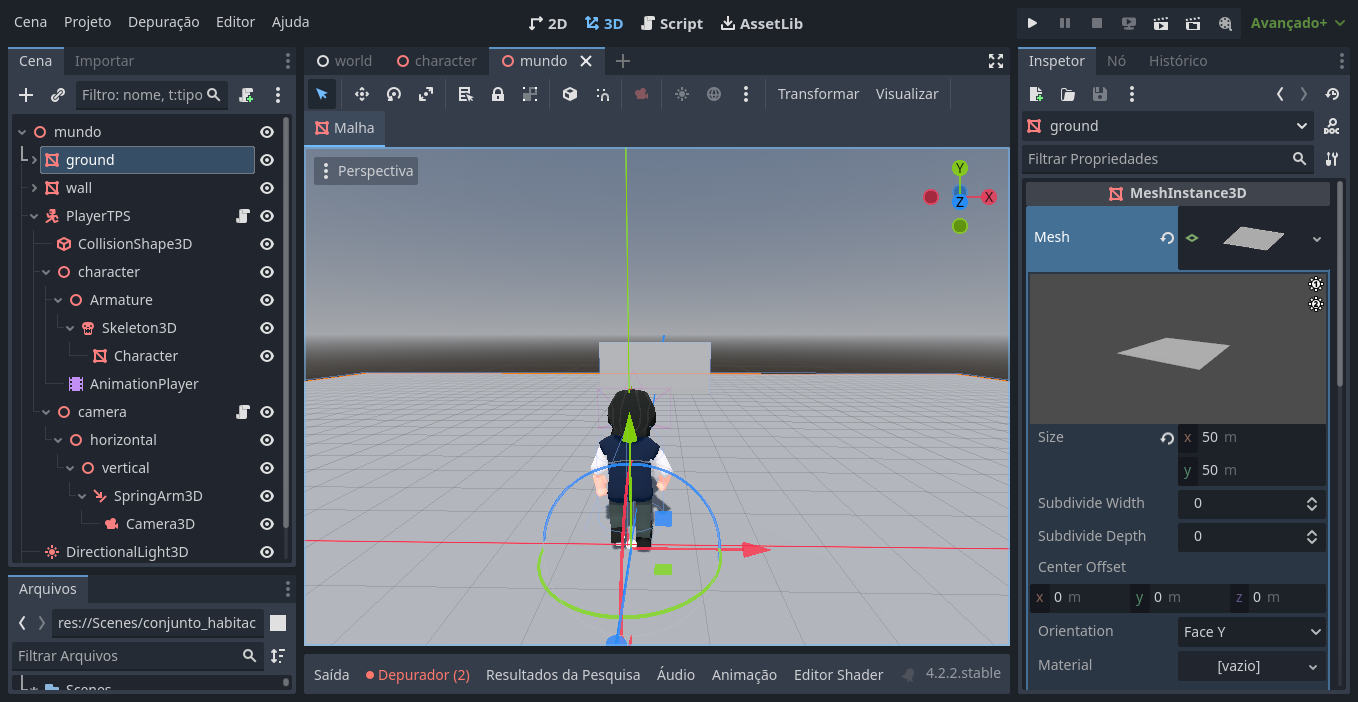 Cena Projeto Depuração Editor Ajuda
2D 3D Script AssetLib
Avançado+
Cena Importar
Filtro: nome, t:tipo
mundo
ground
wall
PlayerTPS
CollisionShape3D
character
Armature
Skeleton3D
Character
AnimationPlayer
camera
horizontal
vertical
SpringArm3D
Camera3D
DirectionalLight3D
Arquivos
res://Scenes/conjunto_habitac
Filtrar Arquivos
Scenes
world character mundo
Transformar Visualizar
Malha
Perspectiva
Y
Z X
Saída Depurador (2) Resultados da Pesquisa Áudio Animação Editor Shader 4.2.2.stable
Inspetor Nó Histórico
ground
DOC
Filtrar Propriedades
MeshInstance3D
Mesh
1
2
Size x 50 m
y 50 m
Subdivide Width 0
Subdivide Depth 0
Center Offset
x 0 m y 0 m z 0 m
Orientation Face Y
Material [vazio]